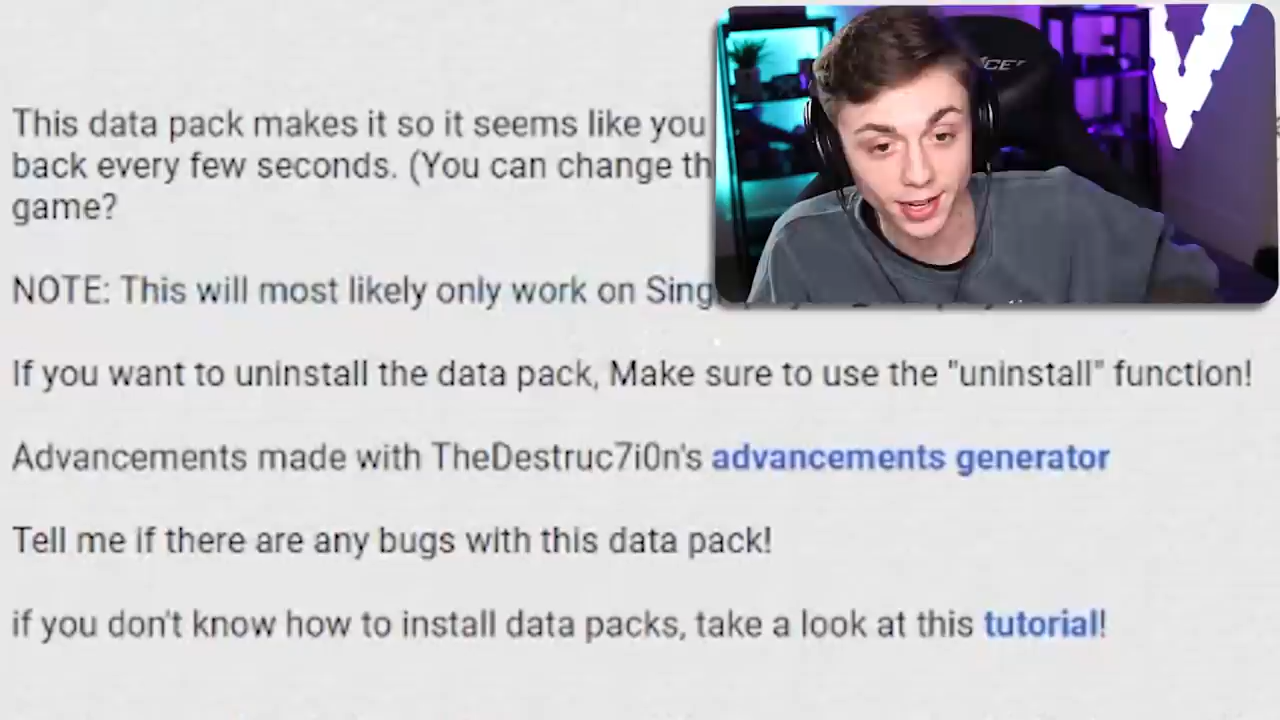 This data pack makes it so it seems like you
back every few seconds. (You can change
game?
NOTE: This will most likely only work on
If you want to uninstall the data pack, Make sure to use the "uninstall" function!
Advancements made with TheDestruc7i0n's advancements generator
Tell me if there are any bugs with this data pack!
if you don't know how to install data packs, take a look at this tutorial!